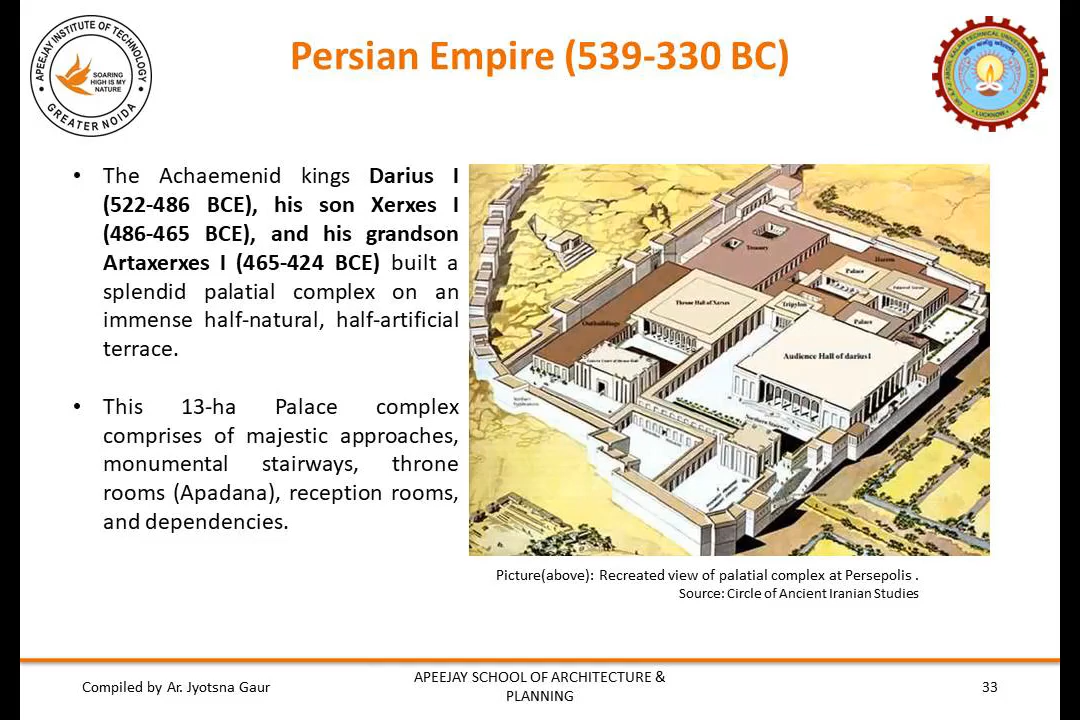 APEEJAY INSTITUTE OF TECHNOLOGY
SOARING
HIGH IS MY
NATURE
GREATER NOIDA
Persian Empire (539-330 BC)
LUCKNOW
• The Achaemenid kings Darius I
(522-486 BCE), his son Xerxes I
(486-465 BCE), and his grandson
Artaxerxes I (465-424 BCE) built a
splendid palatial complex on an
immense half-natural, half-artificial
terrace.
• This 13-ha Palace complex
comprises of majestic approaches,
monumental stairways, throne
rooms (Apadana), reception rooms,
and dependencies.
Treasury
Harem
Palace
Throne Hall of Xerxes
Tripylon
Palace
Outbuildings
Audience Hall of darius I
Northern Stairway
Picture(above): Recreated view of palatial complex at Persepolis .
Source: Circle of Ancient Iranian Studies
Compiled by Ar. Jyotsna Gaur
APEEJAY SCHOOL OF ARCHITECTURE &
PLANNING
33